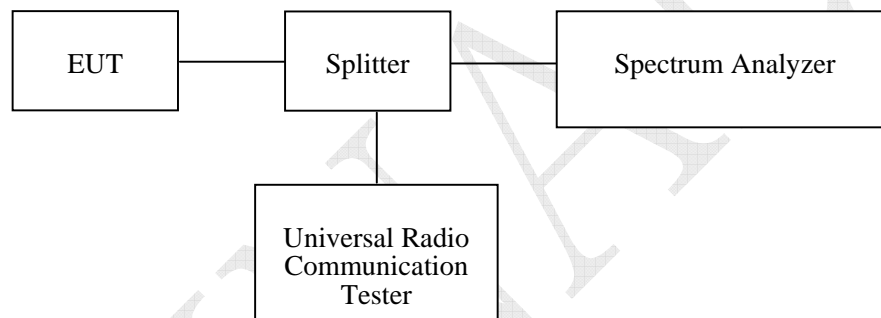 EUT
Splitter
Spectrum Analyzer
Universal Radio
Communication
Tester